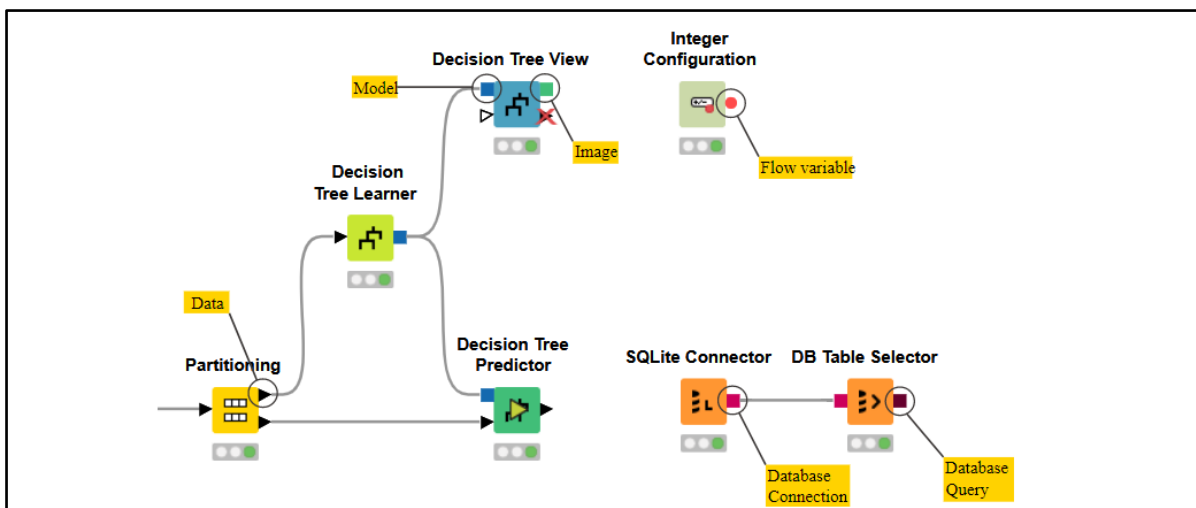 Decision Tree View
Integer
Configuration
Model
Image
Flow variable
Decision
Tree Learner
Data
Partitioning
Decision Tree
Predictor
SQLite Connector
DB Table Selector
Database
Connection
Database
Query